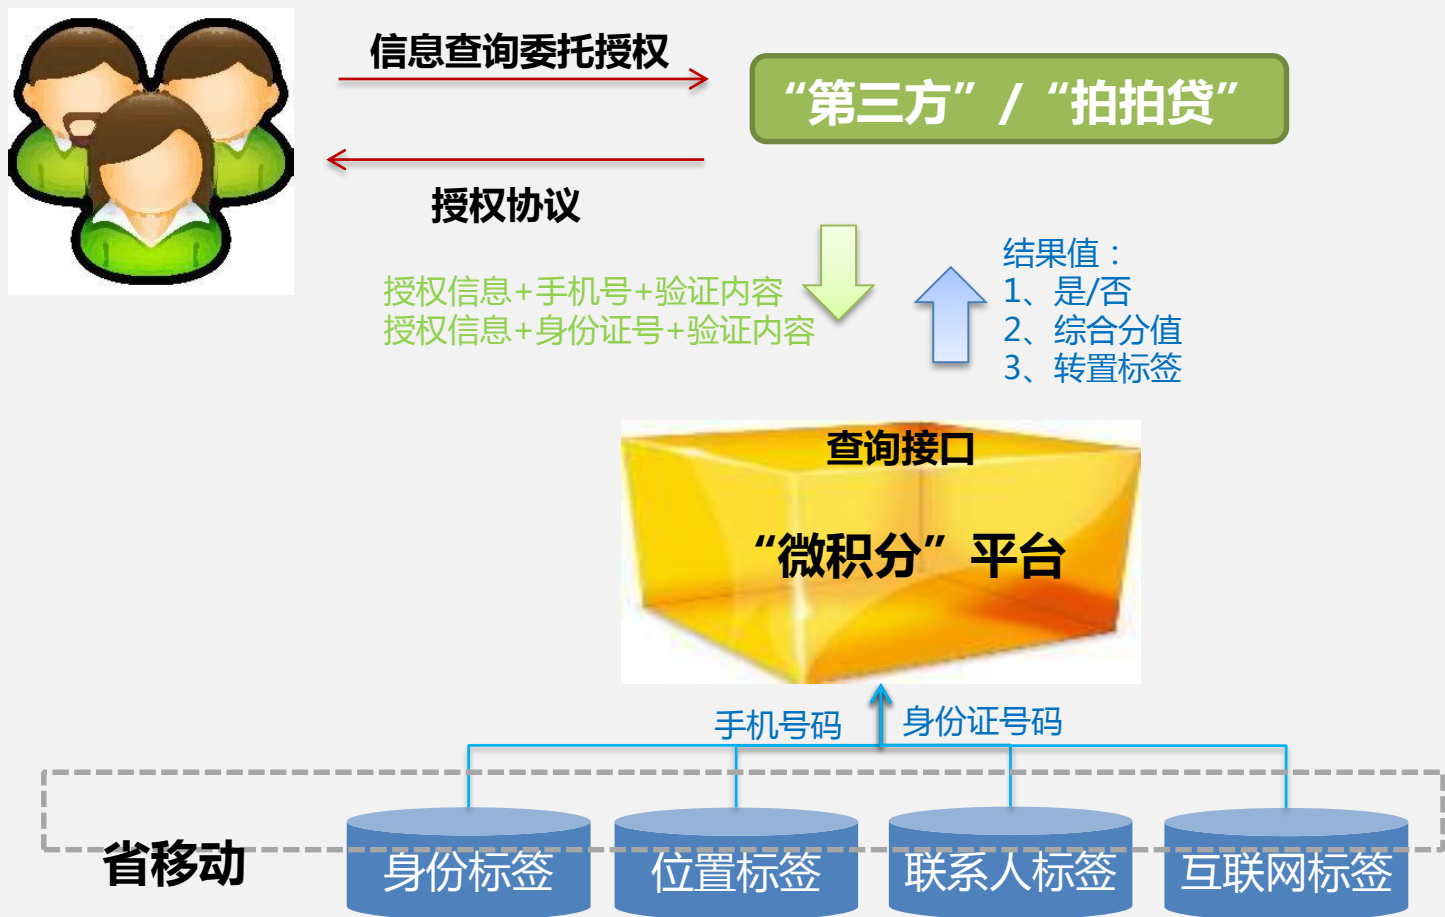 信息查询委托授权
“第三方” / “拍拍贷”
授权协议
授权信息+手机号+验证内容
授权信息+身份证号+验证内容
结果值：
1、是/否
2、综合分值
3、转置标签
查询接口
“微积分”平台
手机号码
身份证号码
省移动
身份标签
位置标签
联系人标签
互联网标签